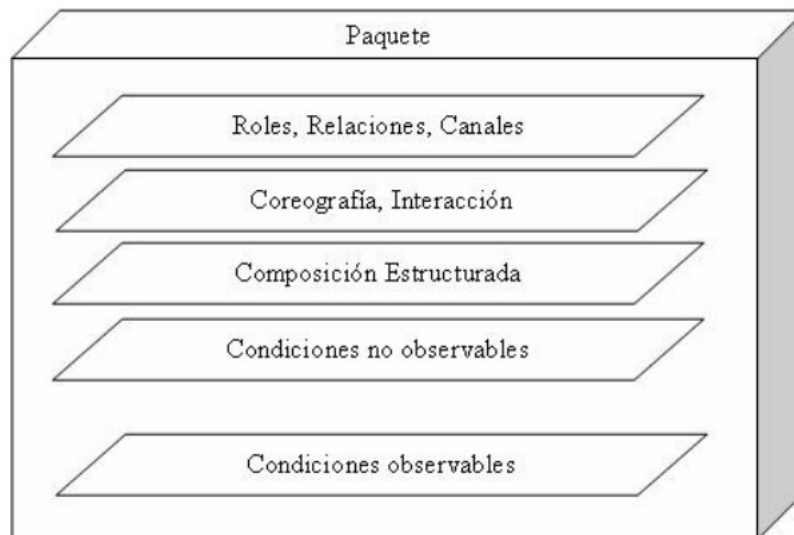 Paquete
Roles, Relaciones, Canales
Coreografía, Interacción
Composición Estructurada
Condiciones no observables
Condiciones observables